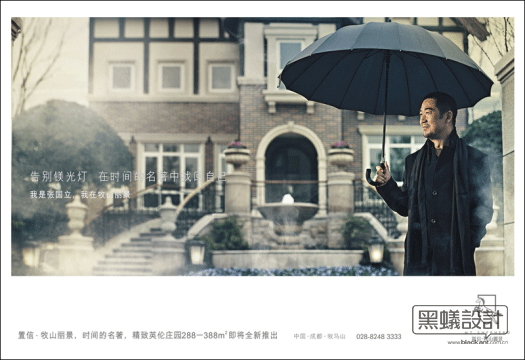 告别镁光灯 在时间的名著中找回自己
我是张国立，我在牧山丽景
置信·牧山丽景，时间的名著，精致英伦庄园288—388m²即将全新推出
中国·成都·牧马山
028-8248 3333
黑蟻設計
www.blackant.com.cn